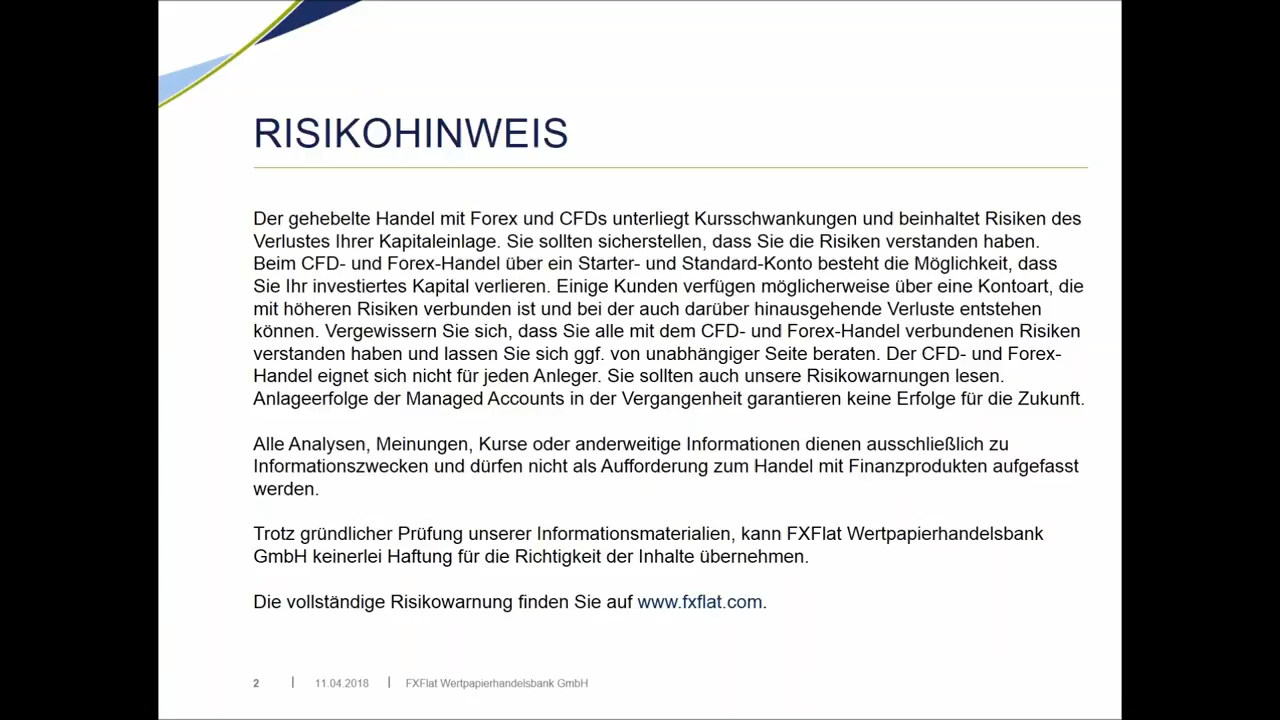 RISIKOHINWEIS
Der gehebelte Handel mit Forex und CFDs unterliegt Kursschwankungen und beinhaltet Risiken des
Verlustes Ihrer Kapitaleinlage. Sie sollten sicherstellen, dass Sie die Risiken verstanden haben.
Beim CFD- und Forex-Handel über ein Starter- und Standard-Konto besteht die Möglichkeit, dass
Sie Ihr investiertes Kapital verlieren. Einige Kunden verfügen möglicherweise über eine Kontoart, die
mit höheren Risiken verbunden ist und bei der auch darüber hinausgehende Verluste entstehen
können. Vergewissern Sie sich, dass Sie alle mit dem CFD- und Forex-Handel verbundenen Risiken
verstanden haben und lassen Sie sich ggf. von unabhängiger Seite beraten. Der CFD- und Forex-
Handel eignet sich nicht für jeden Anleger. Sie sollten auch unsere Risikowarnungen lesen.
Anlageerfolge der Managed Accounts in der Vergangenheit garantieren keine Erfolge für die Zukunft.
Alle Analysen, Meinungen, Kurse oder anderweitige Informationen dienen ausschließlich zu
Informationszwecken und dürfen nicht als Aufforderung zum Handel mit Finanzprodukten aufgefasst
werden.
Trotz gründlicher Prüfung unserer Informationsmaterialien, kann FXFlat Wertpapierhandelsbank
GmbH keinerlei Haftung für die Richtigkeit der Inhalte übernehmen.
Die vollständige Risikowarnung finden Sie auf www.fxflat.com.
2 | 11.04.2018 | FXFlat Wertpapierhandelsbank GmbH